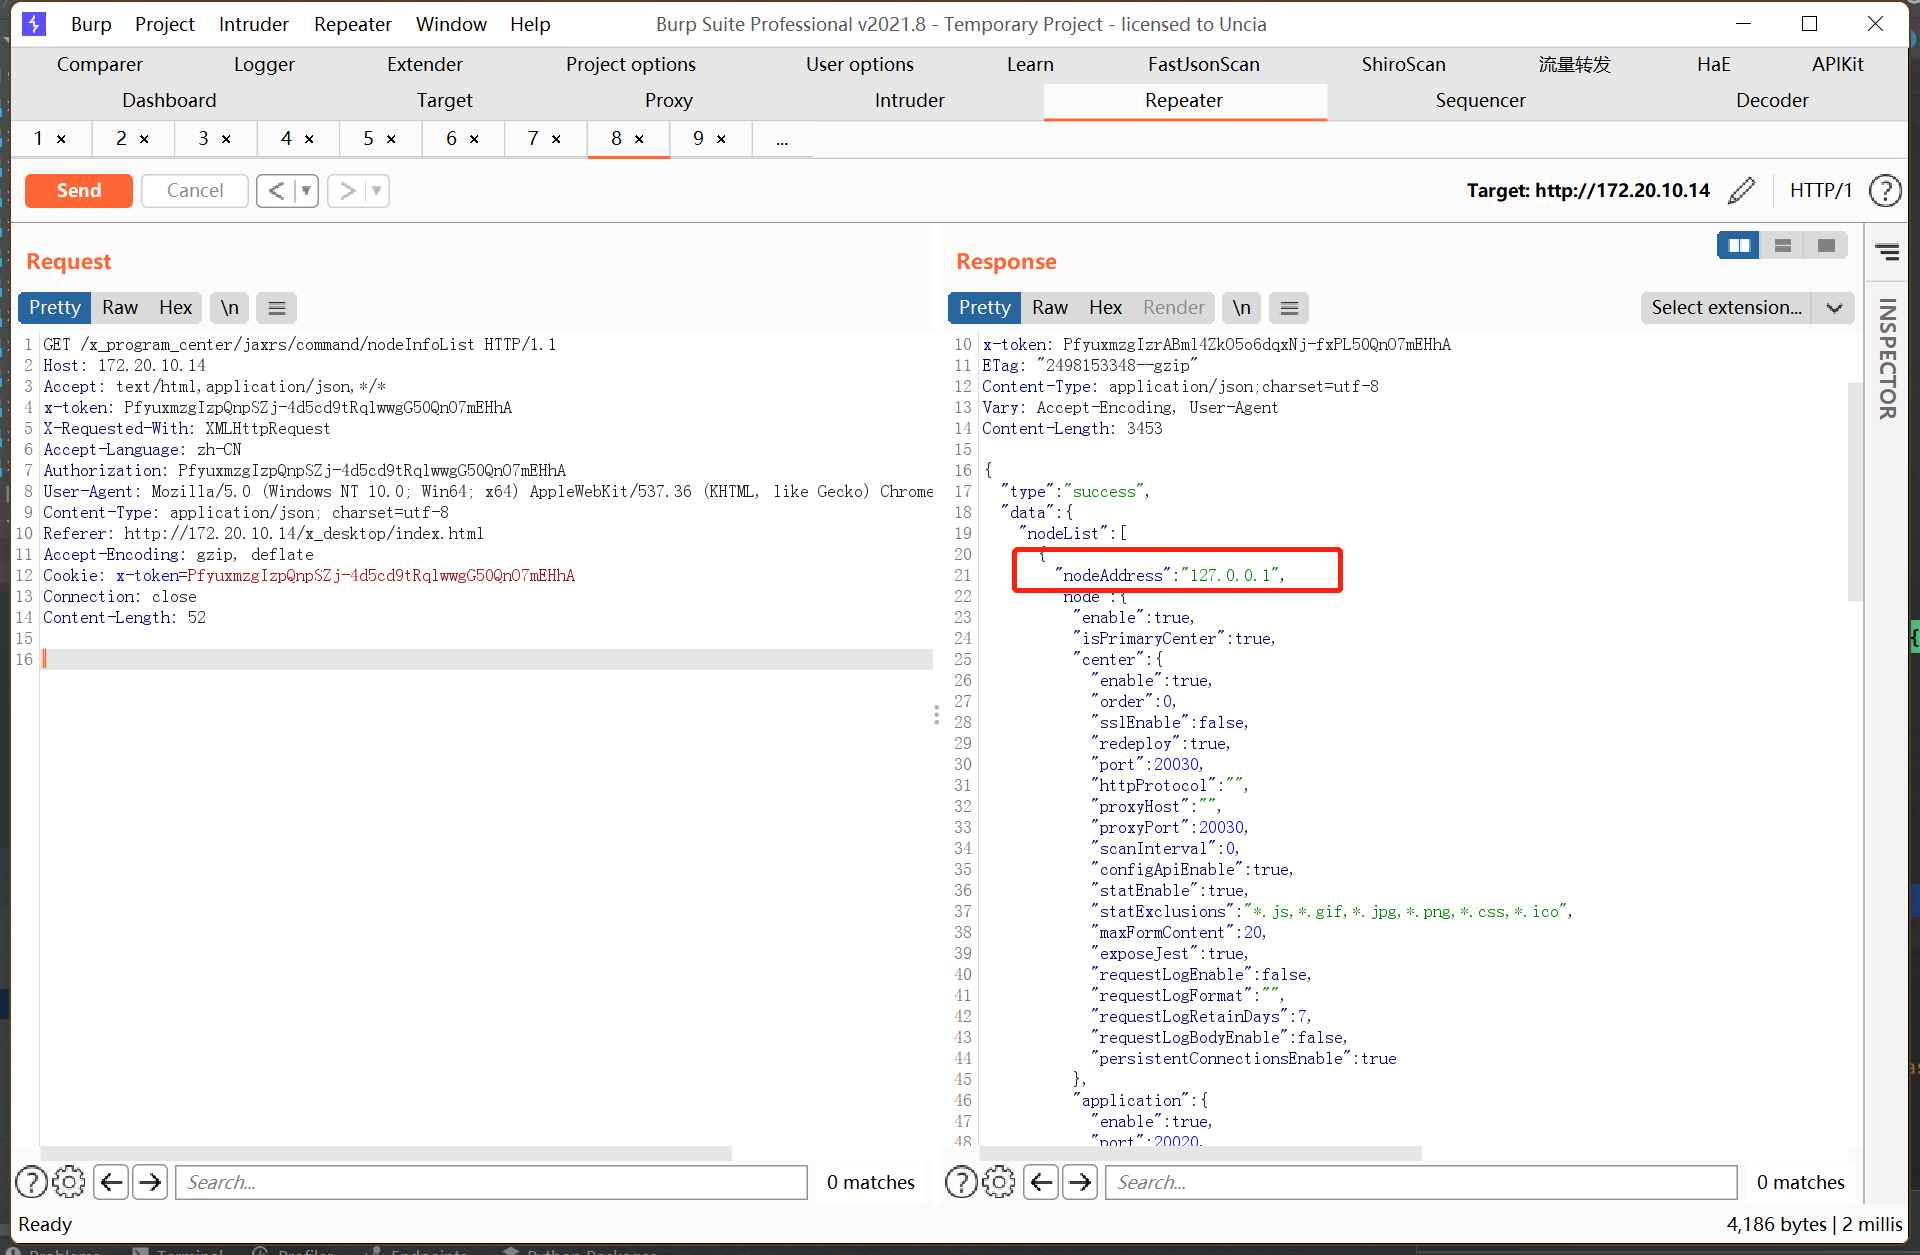 Burp Project Intruder Repeater Window Help Burp Suite Professional v2021.8 - Temporary Project - licensed to Uncia
Comparer Logger Extender Project options User options Learn FastJsonScan ShiroScan 流量转发 HaE APIKit
Dashboard Target Proxy Intruder Repeater Sequencer Decoder
1 × 2 × 3 × 4 × 5 × 6 × 7 × 8 × 9 × ...
Send Cancel < > Target: http://172.20.10.14 HTTP/1 ?
Request
Pretty Raw Hex \n
1 GET /x_program_center/jaxrs/command/nodeInfoList HTTP/1.1
2 Host: 172.20.10.14
3 Accept: text/html,application/json,*/*
4 x-token: PfyuxmzgIzpQnpSZj-4d5cd9tRqlwwgG50QnO7mEHhA
5 X-Requested-With: XMLHttpRequest
6 Accept-Language: zh-CN
7 Authorization: PfyuxmzgIzpQnpSZj-4d5cd9tRqlwwgG50QnO7mEHhA
8 User-Agent: Mozilla/5.0 (Windows NT 10.0; Win64; x64) AppleWebKit/537.36 (KHTML, like Gecko) Chrome
9 Content-Type: application/json; charset=utf-8
10 Referer: http://172.20.10.14/x_desktop/index.html
11 Accept-Encoding: gzip, deflate
12 Cookie: x-token=PfyuxmzgIzpQnpSZj-4d5cd9tRqlwwgG50QnO7mEHhA
13 Connection: close
14 Content-Length: 52
15
16
? Search... 0 matches
Response
Pretty Raw Hex Render \n Select extension...
10 x-token: PfyuxmzgIzrABml4ZkO5o6dqxNj-fxPL50QnO7mEHhA
11 ETag: "2498153348--gzip"
12 Content-Type: application/json;charset=utf-8
13 Vary: Accept-Encoding, User-Agent
14 Content-Length: 3453
15
16 {
17 "type":"success",
18 "data":{
19 "nodeList":[
20 {
21 "nodeAddress":"127.0.0.1",
22 "node":{
23 "enable":true,
24 "isPrimaryCenter":true,
25 "center":{
26 "enable":true,
27 "order":0,
28 "sslEnable":false,
29 "redeploy":true,
30 "port":20030,
31 "httpProtocol":"",
32 "proxyHost":"",
33 "proxyPort":20030,
34 "scanInterval":0,
35 "configApiEnable":true,
36 "statEnable":true,
37 "statExclusions":"*.js,*.gif,*.jpg,*.png,*.css,*.ico",
38 "maxFormContent":20,
39 "exposeJest":true,
40 "requestLogEnable":false,
41 "requestLogFormat":"",
42 "requestLogRetainDays":7,
43 "requestLogBodyEnable":false,
44 "persistentConnectionsEnable":true
45 },
46 "application":{
47 "enable":true,
48 "port":20020,
? Search... 0 matches
INSPECTOR
Ready 4,186 bytes | 2 millis